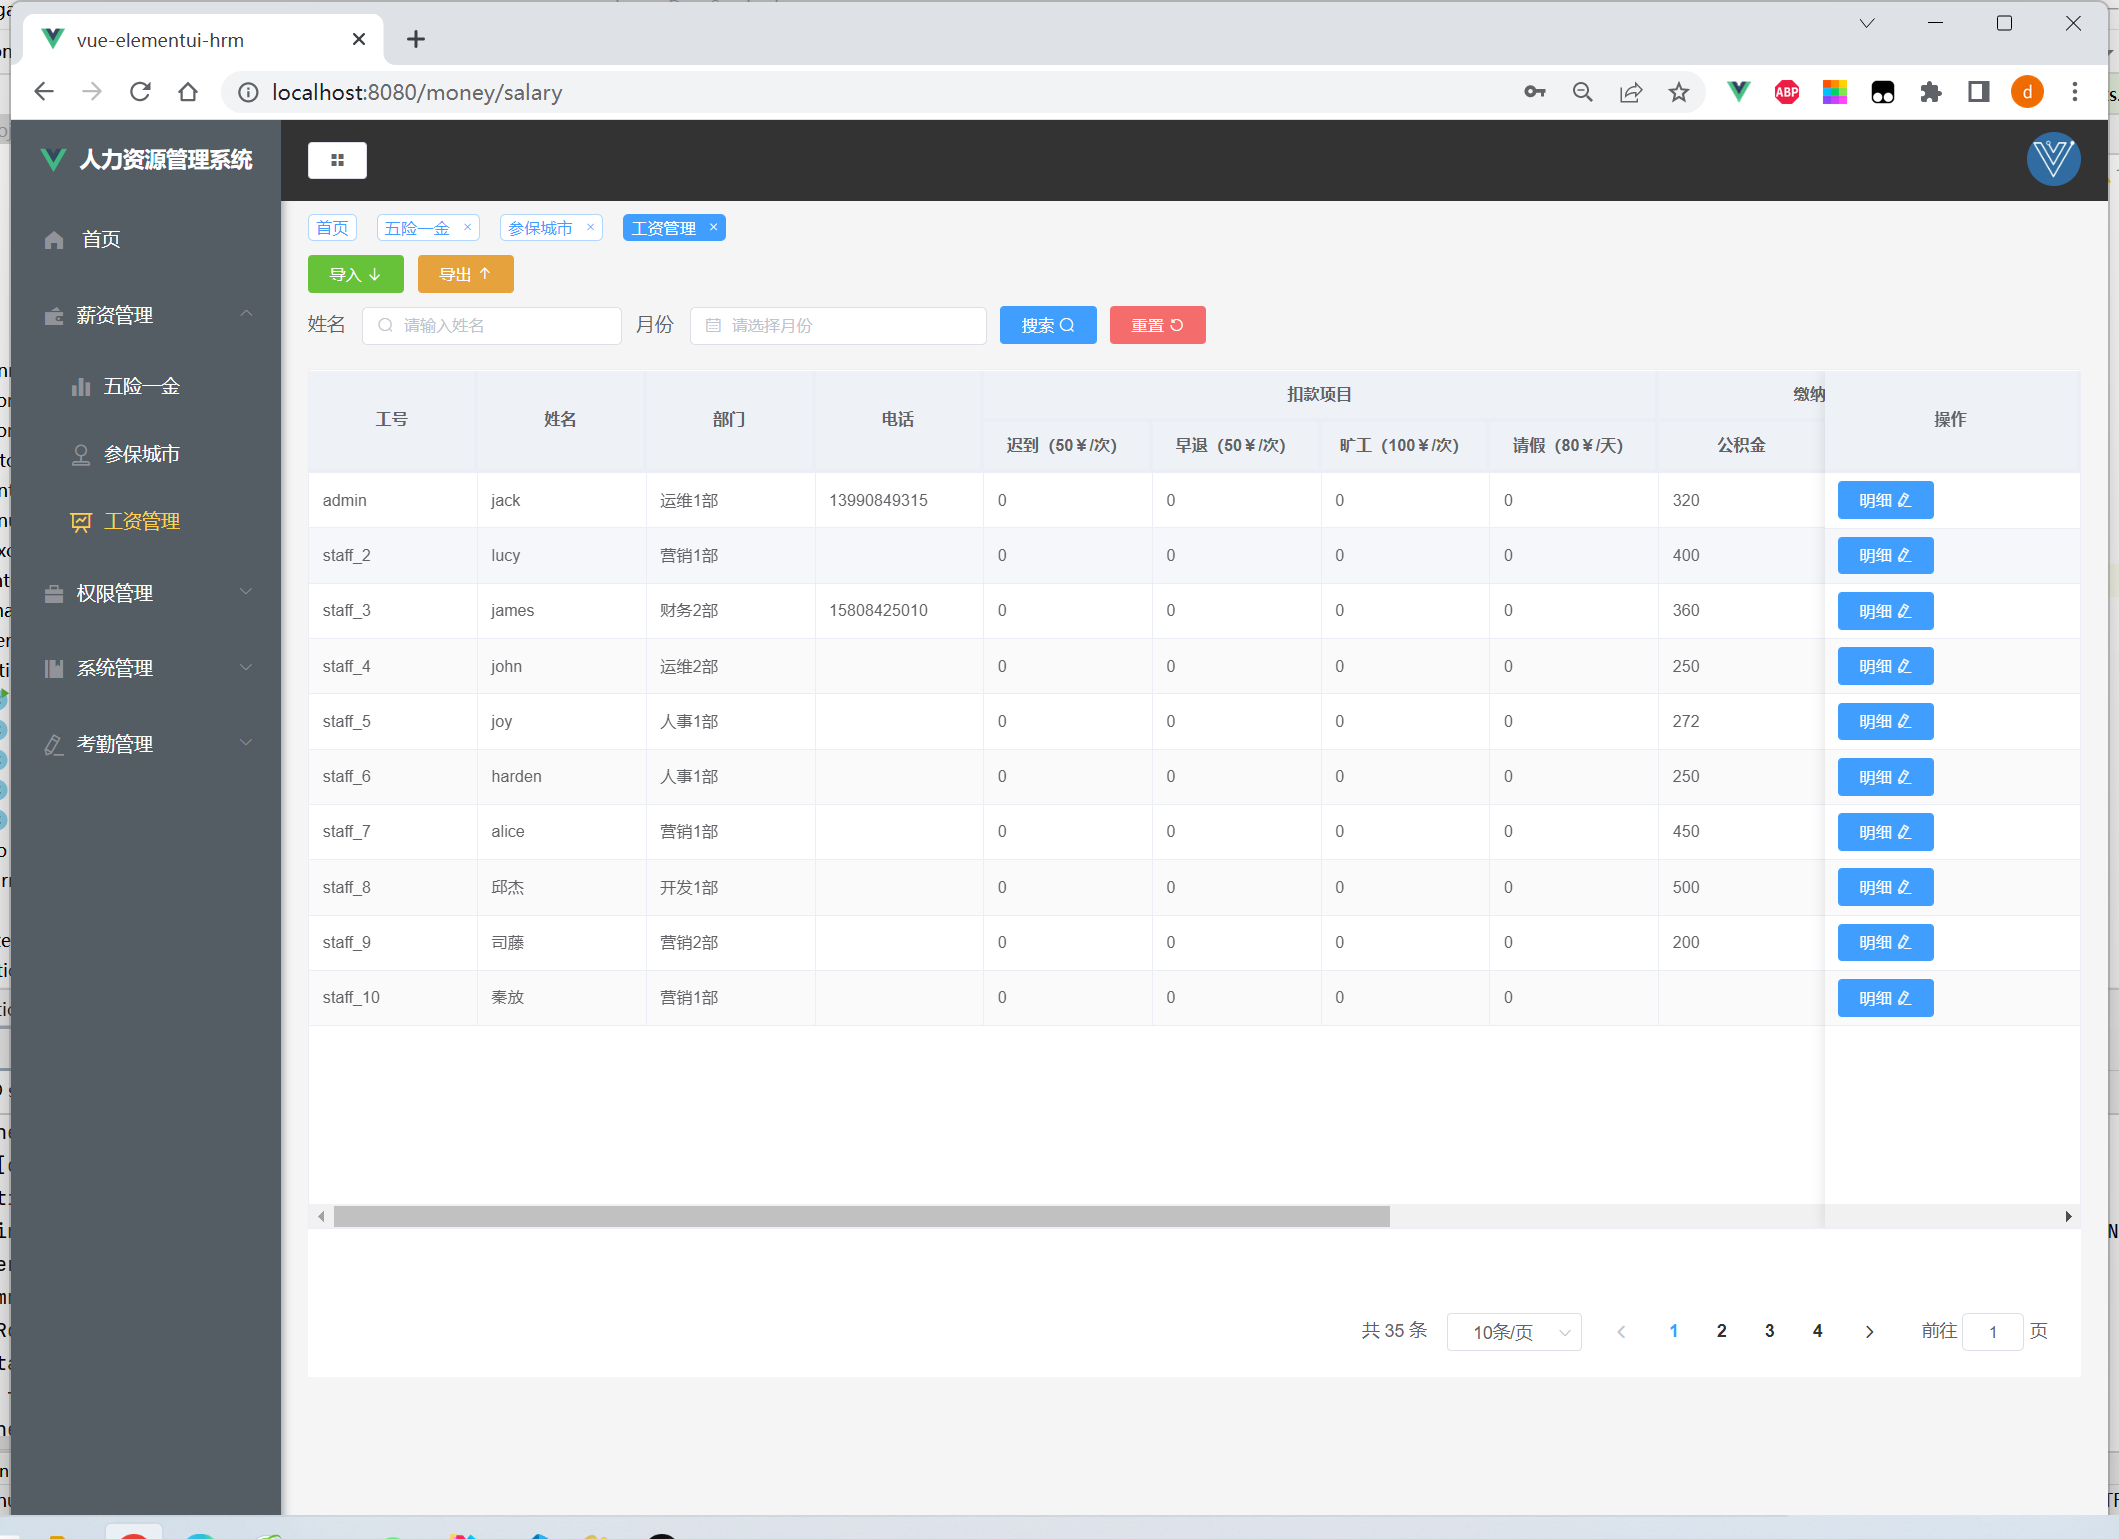 vue-elementui-hrm
localhost:8080/money/salary
ABP
d
人力资源管理系统
首页
薪资管理
五险一金
参保城市
工资管理
权限管理
系统管理
考勤管理
首页 五险一金 × 参保城市 × 工资管理 ×
导入 导出
姓名 请输入姓名 月份 请选择月份 搜索 重置
工号 姓名 部门 电话 扣款项目 缴纳 操作
迟到（50￥/次） 早退（50￥/次） 旷工（100￥/次） 请假（80￥/天） 公积金
admin jack 运维1部 13990849315 0 0 0 0 320 明细
staff_2 lucy 营销1部 0 0 0 0 400 明细
staff_3 james 财务2部 15808425010 0 0 0 0 360 明细
staff_4 john 运维2部 0 0 0 0 250 明细
staff_5 joy 人事1部 0 0 0 0 272 明细
staff_6 harden 人事1部 0 0 0 0 250 明细
staff_7 alice 营销1部 0 0 0 0 450 明细
staff_8 邱杰 开发1部 0 0 0 0 500 明细
staff_9 司藤 营销2部 0 0 0 0 200 明细
staff_10 秦放 营销1部 0 0 0 0 明细
共 35 条 10条/页 1 2 3 4 前往 1 页